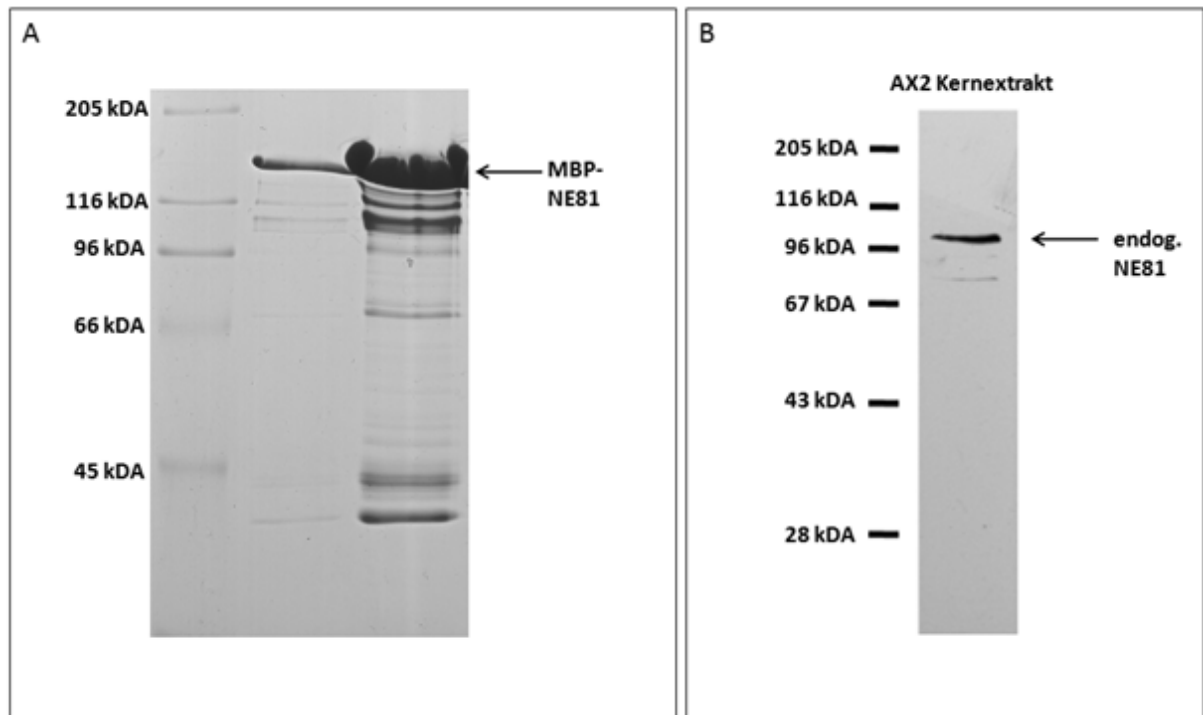 A
205 kDA
116 kDA
96 kDA
66 kDA
45 kDA
MBP-
NE81
B
AX2 Kernextrakt
205 kDA
116 kDA
96 kDA
67 kDA
43 kDA
28 kDA
endog.
NE81